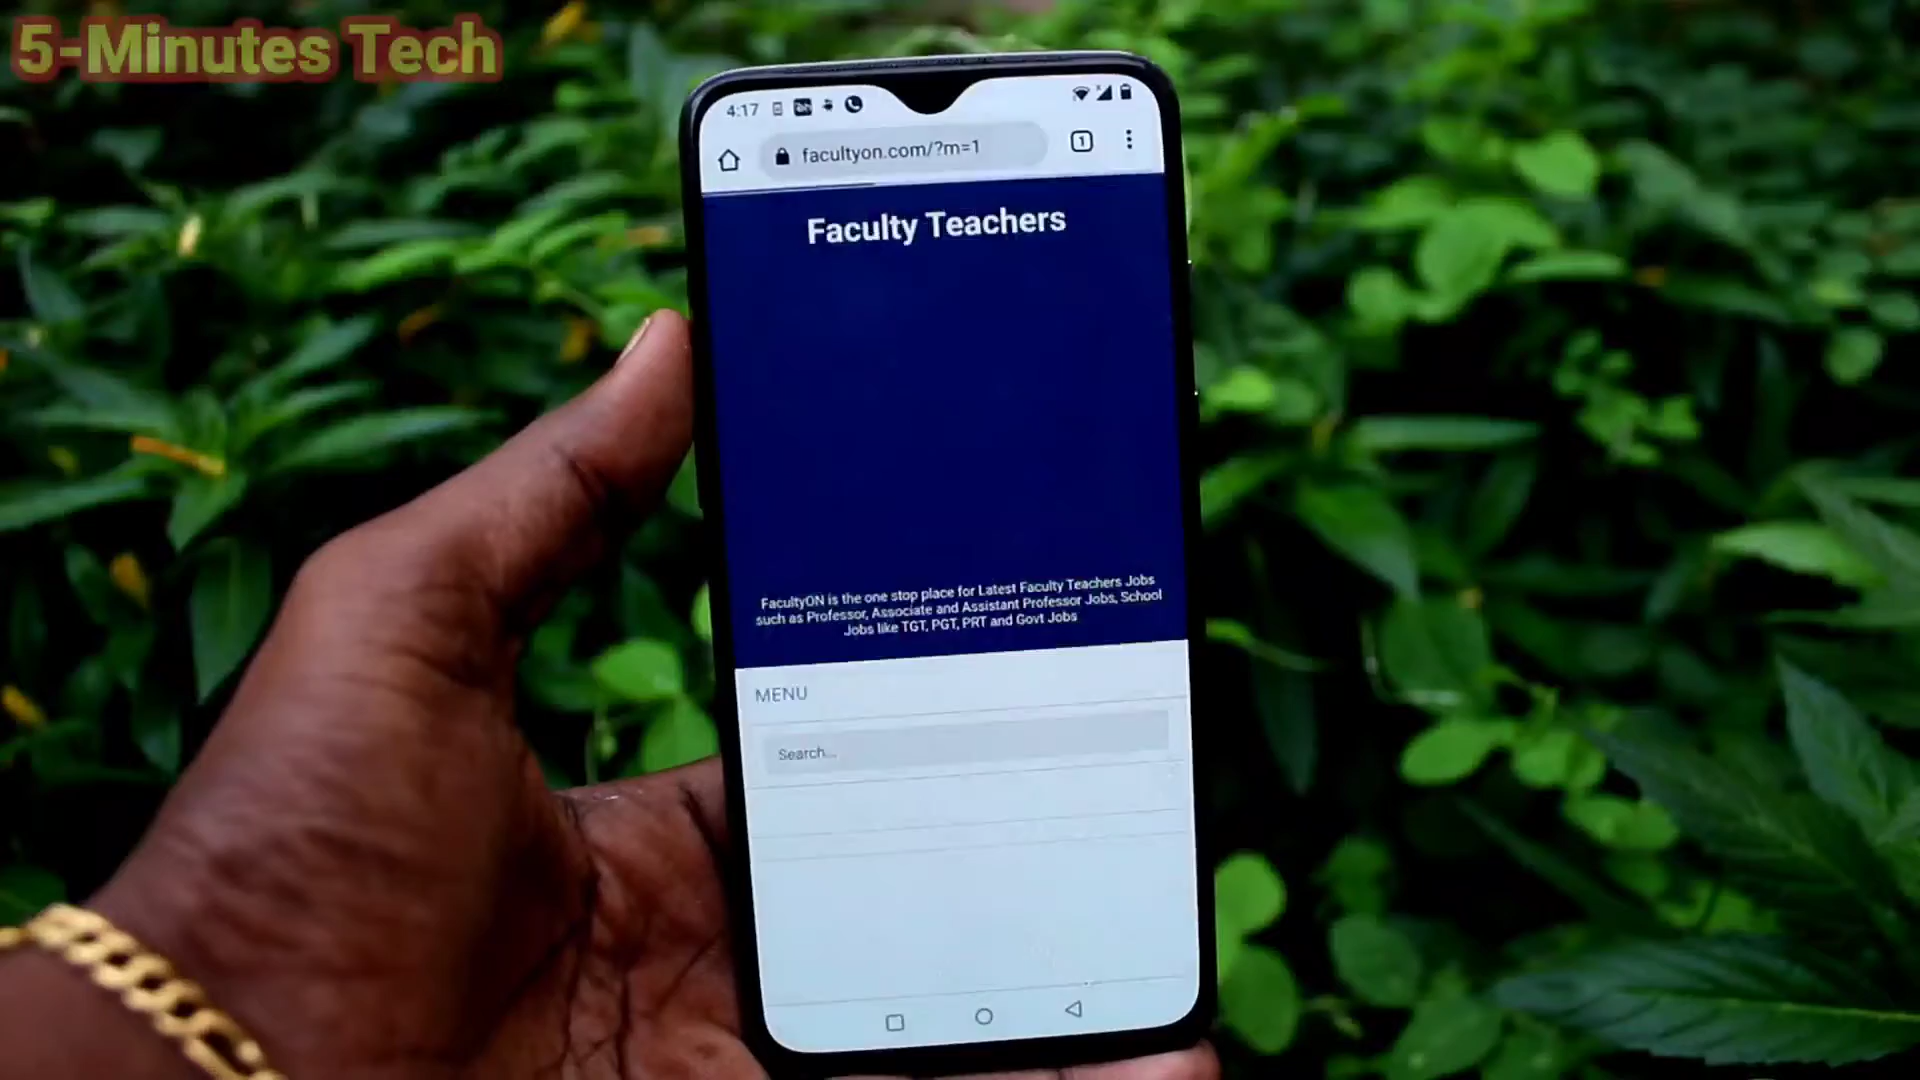 5-Minutes Tech
4:17
facultyon.com/?m=1
1
Faculty Teachers
FacultyON is the one stop place for Latest Faculty Teachers Jobs
such as Professor, Associate and Assistant Professor Jobs, School
Jobs like TGT, PGT, PRT and Govt Jobs
MENU
Search...